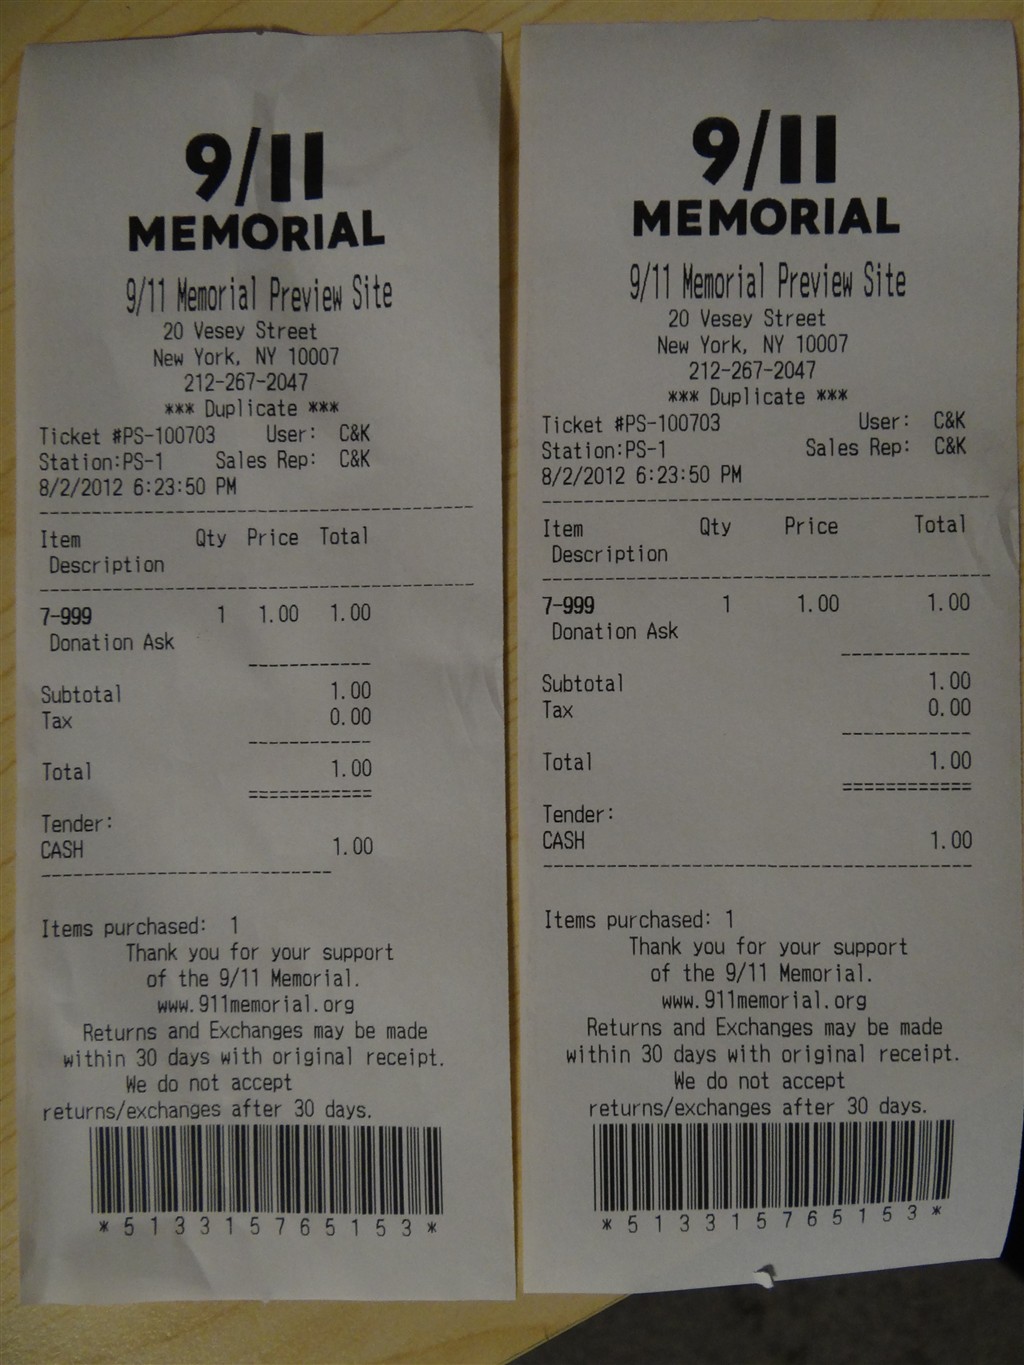 9/11
MEMORIAL
9/11 Memorial Preview Site
20 Vesey Street
New York, NY 10007
212-267-2047
*** Duplicate ***
Ticket #PS-100703 User: C&K
Station:PS-1 Sales Rep: C&K
8/2/2012 6:23:50 PM
Item Qty Price Total
Description
7-999 1 1.00 1.00
Donation Ask
Subtotal 1.00
Tax 0.00
Total 1.00
Tender:
CASH 1.00
Items purchased: 1
Thank you for your support
of the 9/11 Memorial.
www.911memorial.org
Returns and Exchanges may be made
within 30 days with original receipt.
We do not accept
returns/exchanges after 30 days.
*513315765153*
9/11
MEMORIAL
9/11 Memorial Preview Site
20 Vesey Street
New York, NY 10007
212-267-2047
*** Duplicate ***
Ticket #PS-100703 User: C&K
Station:PS-1 Sales Rep: C&K
8/2/2012 6:23:50 PM
Item Qty Price Total
Description
7-999 1 1.00 1.00
Donation Ask
Subtotal 1.00
Tax 0.00
Total 1.00
Tender:
CASH 1.00
Items purchased: 1
Thank you for your support
of the 9/11 Memorial.
www.911memorial.org
Returns and Exchanges may be made
within 30 days with original receipt.
We do not accept
returns/exchanges after 30 days.
*513315765153*